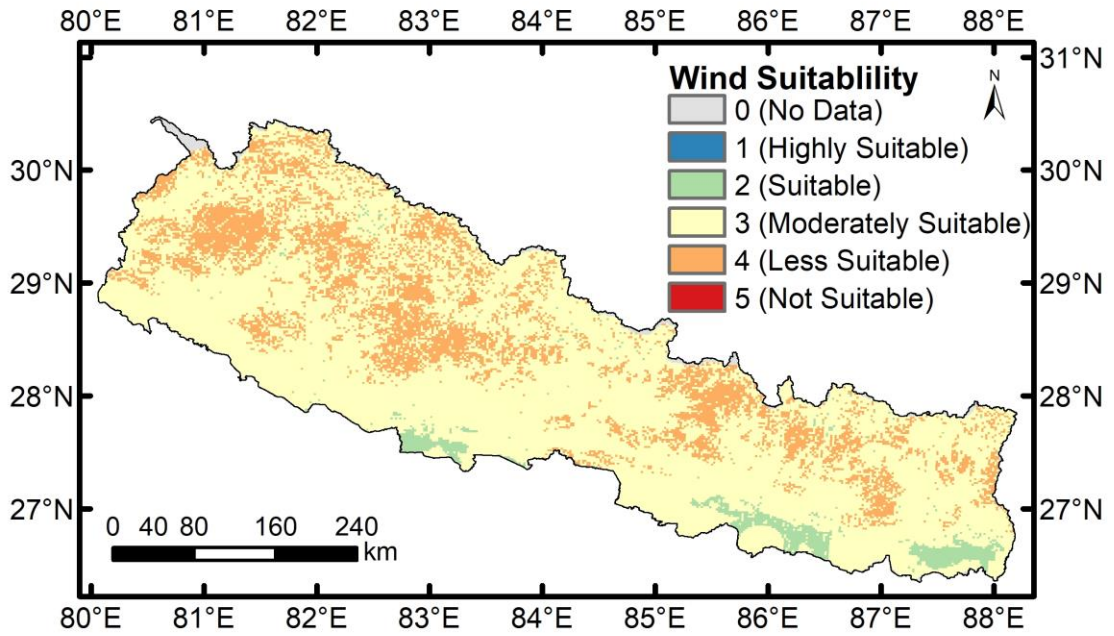 80°E 81°E 82°E 83°E 84°E 85°E 86°E 87°E 88°E
31°N
Wind Suitablility
N
0 (No Data)
1 (Highly Suitable)
30°N 30°N
2 (Suitable)
3 (Moderately Suitable)
4 (Less Suitable)
29°N 29°N
5 (Not Suitable)
28°N 28°N
27°N 27°N
0 40 80 160 240
km
80°E 81°E 82°E 83°E 84°E 85°E 86°E 87°E 88°E